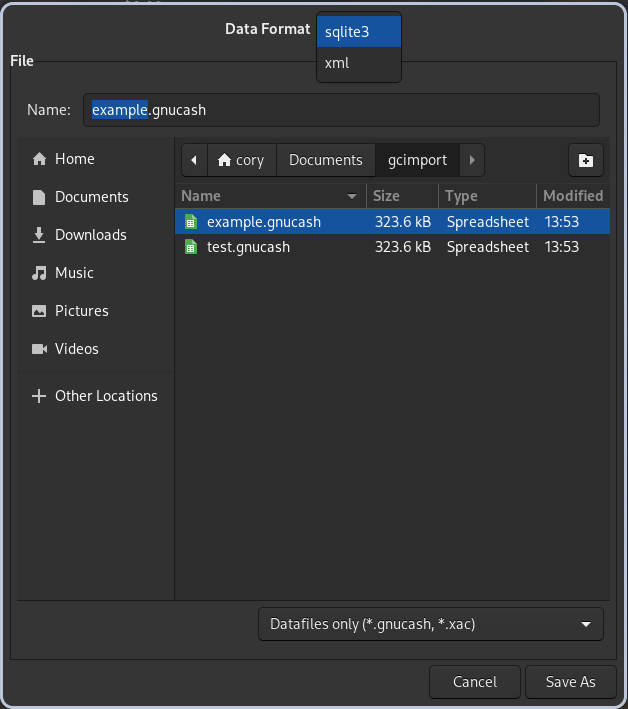 Data Format sqlite3
xml
File
Name: example.gnucash
Home
Documents
Downloads
Music
Pictures
Videos
Other Locations
cory Documents gcimport
Name Size Type Modified
example.gnucash 323.6 kB Spreadsheet 13:53
test.gnucash 323.6 kB Spreadsheet 13:53
Datafiles only (*.gnucash, *.xac)
Cancel Save As